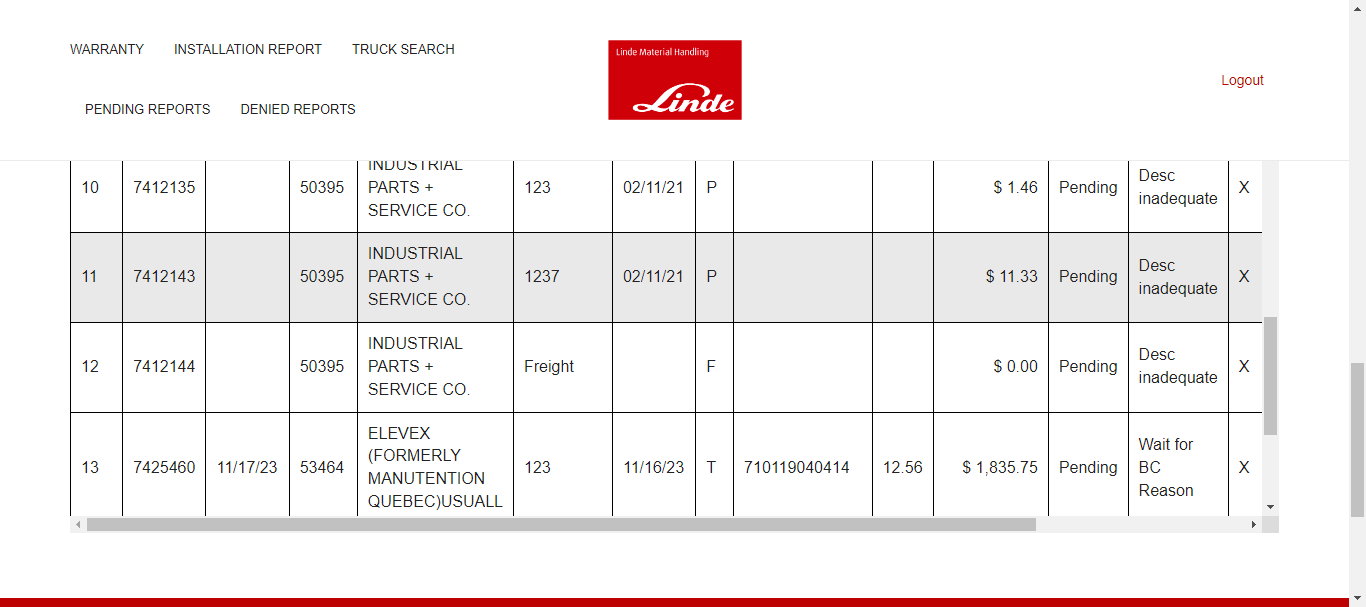 WARRANTY INSTALLATION REPORT TRUCK SEARCH
Linde Material Handling
Linde
Logout
PENDING REPORTS DENIED REPORTS
INDUSTRIAL
PARTS +
SERVICE CO.
10 7412135 50395 123 02/11/21 P $ 1.46 Pending
Desc
inadequate
X
INDUSTRIAL
PARTS +
SERVICE CO.
11 7412143 50395 1237 02/11/21 P $ 11.33 Pending
Desc
inadequate
X
INDUSTRIAL
PARTS +
SERVICE CO.
12 7412144 50395 Freight F $ 0.00 Pending
Desc
inadequate
X
ELEVEX
(FORMERLY
MANUTENTION
QUEBEC)USUALL
13 7425460 11/17/23 53464 123 11/16/23 T 710119040414 12.56 $ 1,835.75 Pending
Wait for
BC
Reason
X